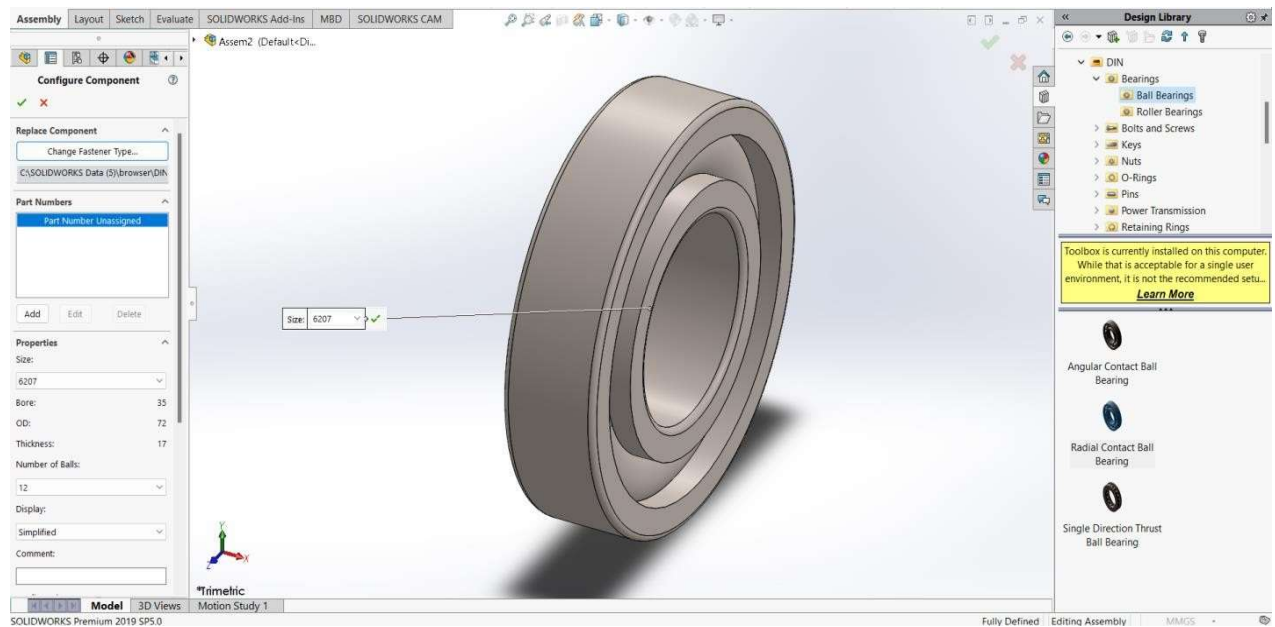 Assembly Layout Sketch Evaluate SOLIDWORKS Add-Ins MBD SOLIDWORKS CAM
Assem2 (Default<Di...
Configure Component
Replace Component
Change Fastener Type...
C:\SOLIDWORKS Data (5)\browser\DIN
Part Numbers
Part Number Unassigned
Add Edit Delete
Properties
Size:
6207
Bore: 35
OD: 72
Thickness: 17
Number of Balls:
12
Display:
Simplified
Comment:
Size: 6207
Y
X
Z
*Trimetric
Model 3D Views Motion Study 1
SOLIDWORKS Premium 2019 SP5.0
Fully Defined Editing Assembly MMGS
Design Library
DIN
Bearings
Ball Bearings
Roller Bearings
Bolts and Screws
Keys
Nuts
O-Rings
Pins
Power Transmission
Retaining Rings
Toolbox is currently installed on this computer.
While that is acceptable for a single user
environment, it is not the recommended setu...
Learn More
Angular Contact Ball
Bearing
Radial Contact Ball
Bearing
Single Direction Thrust
Ball Bearing